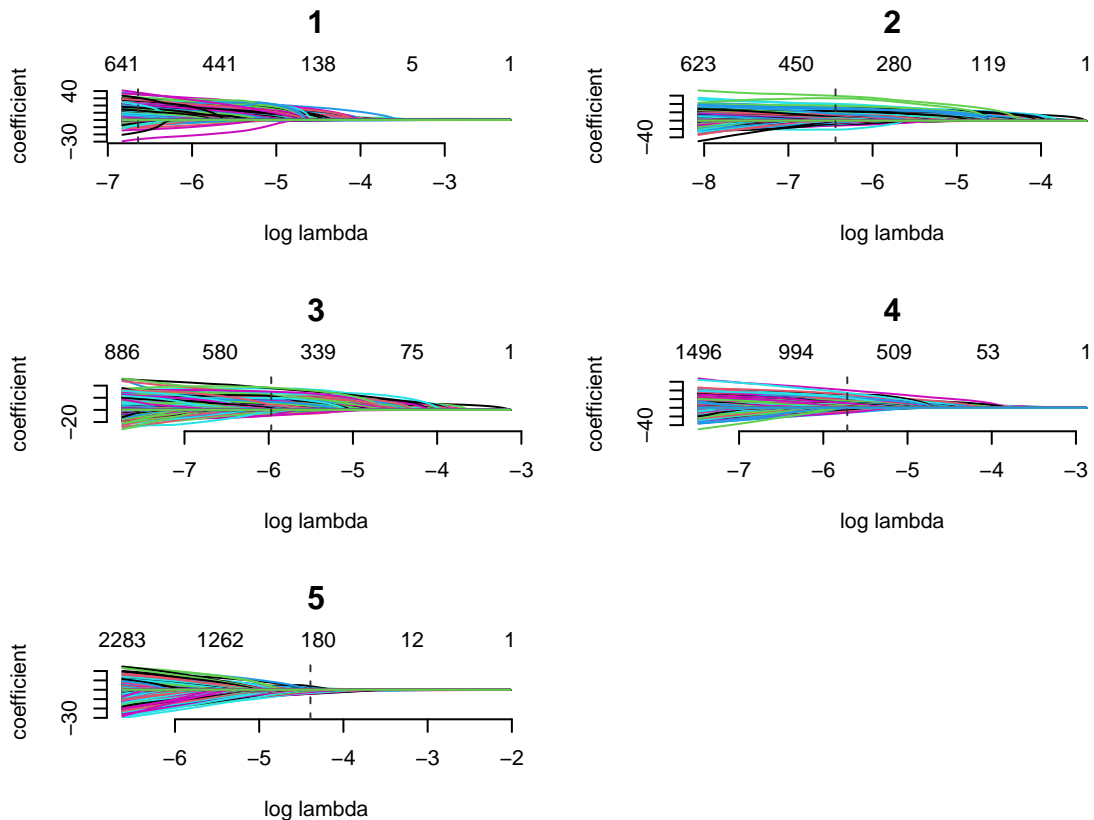 1
641 441 138 5 1
coefficient
40
−30
−7 −6 −5 −4 −3
log lambda
2
623 450 280 119 1
coefficient
−40
−8 −7 −6 −5 −4
log lambda
3
886 580 339 75 1
coefficient
−20
−7 −6 −5 −4 −3
log lambda
4
1496 994 509 53 1
coefficient
−40
−7 −6 −5 −4 −3
log lambda
5
2283 1262 180 12 1
coefficient
−30
−6 −5 −4 −3 −2
log lambda